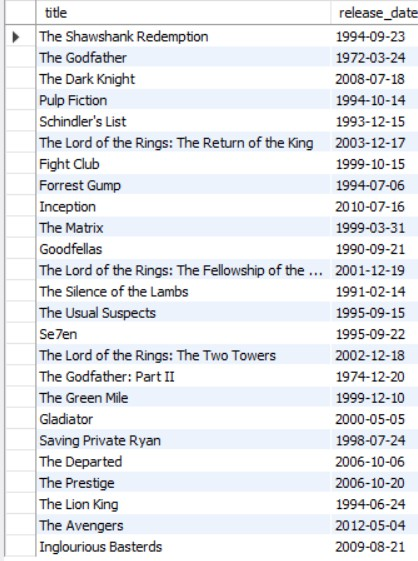 title release_date
The Shawshank Redemption 1994-09-23
The Godfather 1972-03-24
The Dark Knight 2008-07-18
Pulp Fiction 1994-10-14
Schindler's List 1993-12-15
The Lord of the Rings: The Return of the King 2003-12-17
Fight Club 1999-10-15
Forrest Gump 1994-07-06
Inception 2010-07-16
The Matrix 1999-03-31
Goodfellas 1990-09-21
The Lord of the Rings: The Fellowship of the ... 2001-12-19
The Silence of the Lambs 1991-02-14
The Usual Suspects 1995-09-15
Se7en 1995-09-22
The Lord of the Rings: The Two Towers 2002-12-18
The Godfather: Part II 1974-12-20
The Green Mile 1999-12-10
Gladiator 2000-05-05
Saving Private Ryan 1998-07-24
The Departed 2006-10-06
The Prestige 2006-10-20
The Lion King 1994-06-24
The Avengers 2012-05-04
Inglourious Basterds 2009-08-21